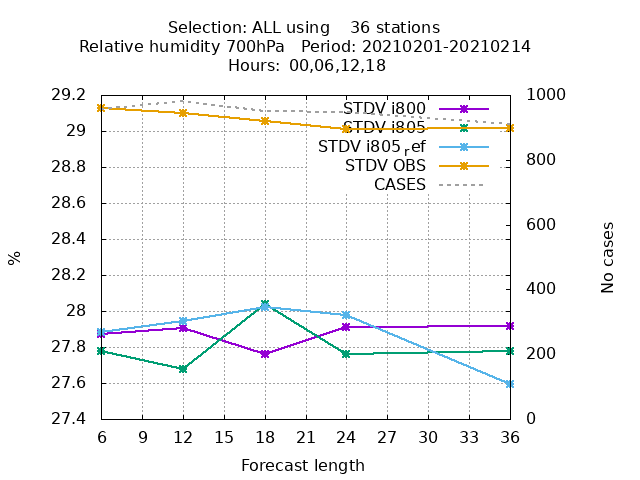 Selection: ALL using 36 stations
Relative humidity 700hPa Period: 20210201-20210214
Hours: 00,06,12,18
29.2
29
28.8
28.6
28.4
28.2
28
27.8
27.6
27.4
%
1000
800
600
400
200
0
No cases
STDV i800
STDV i805
STDV i805ref
STDV OBS
CASES
6 9 12 15 18 21 24 27 30 33 36
Forecast length